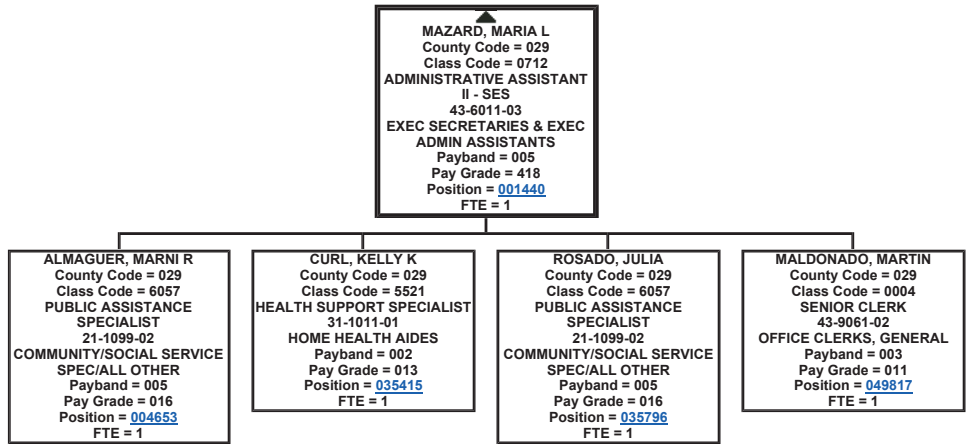 MAZARD, MARIA L
County Code = 029
Class Code = 0712
ADMINISTRATIVE ASSISTANT
II - SES
43-6011-03
EXEC SECRETARIES & EXEC
ADMIN ASSISTANTS
Payband = 005
Pay Grade = 418
Position = 001440
FTE = 1
ALMAGUER, MARNI R
County Code = 029
Class Code = 6057
PUBLIC ASSISTANCE
SPECIALIST
21-1099-02
COMMUNITY/SOCIAL SERVICE
SPEC/ALL OTHER
Payband = 005
Pay Grade = 016
Position = 004653
FTE = 1
CURL, KELLY K
County Code = 029
Class Code = 5521
HEALTH SUPPORT SPECIALIST
31-1011-01
HOME HEALTH AIDES
Payband = 002
Pay Grade = 013
Position = 035415
FTE = 1
ROSADO, JULIA
County Code = 029
Class Code = 6057
PUBLIC ASSISTANCE
SPECIALIST
21-1099-02
COMMUNITY/SOCIAL SERVICE
SPEC/ALL OTHER
Payband = 005
Pay Grade = 016
Position = 035796
FTE = 1
MALDONADO, MARTIN
County Code = 029
Class Code = 0004
SENIOR CLERK
43-9061-02
OFFICE CLERKS, GENERAL
Payband = 003
Pay Grade = 011
Position = 049817
FTE = 1